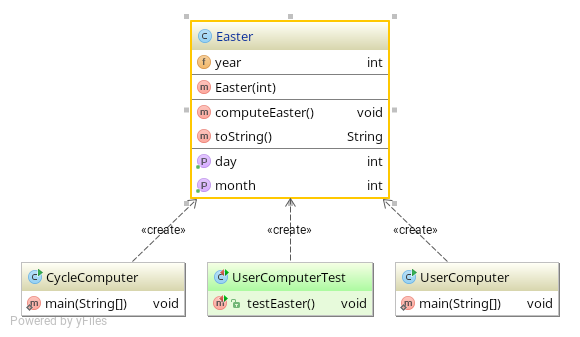 Easter
year int
Easter(int)
computeEaster() void
toString() String
day int
month int
«create» «create» «create»
CycleComputer UserComputerTest UserComputer
main(String[]) void testEaster() void main(String[]) void
Powered by yFiles